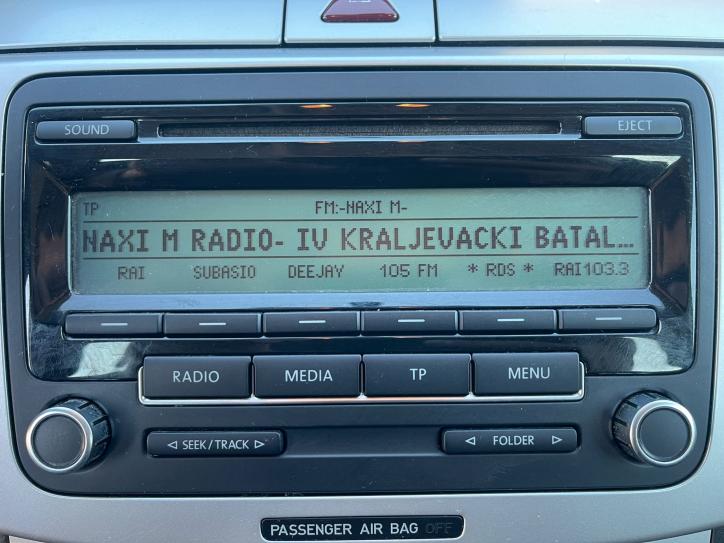 SOUND EJECT
TP FM:-NAXI M-
NAXI M RADIO- IV KRALJEVACKI BATAL...
RAI SUBASIO DEEJAY 105 FM * RDS * RAI103.3
RADIO MEDIA TP MENU
◁ SEEK/TRACK ▷ ◁ FOLDER ▷
PASSENGER AIR BAG OFF